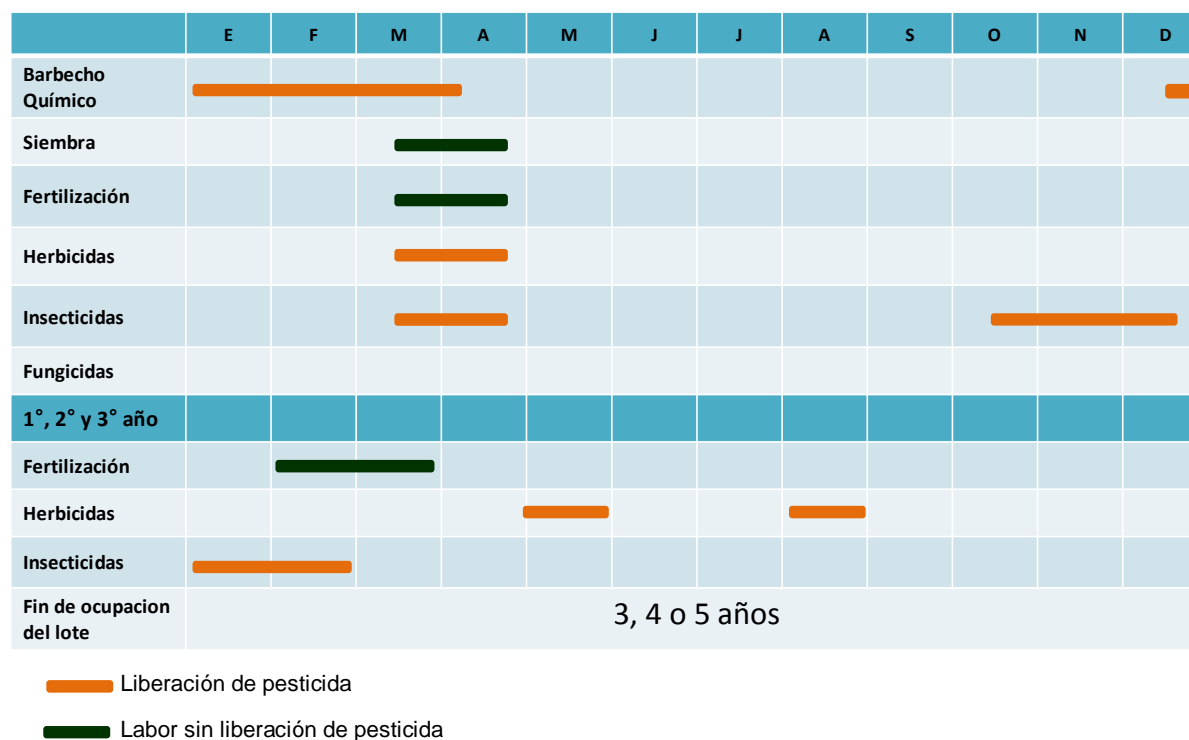 E F M A M J J A S O N D
Barbecho
Químico
Siembra
Fertilización
Herbicidas
Insecticidas
Fungicidas
1°, 2° y 3° año
Fertilización
Herbicidas
Insecticidas
Fin de ocupacion
del lote
3, 4 o 5 años
Liberación de pesticida
Labor sin liberación de pesticida